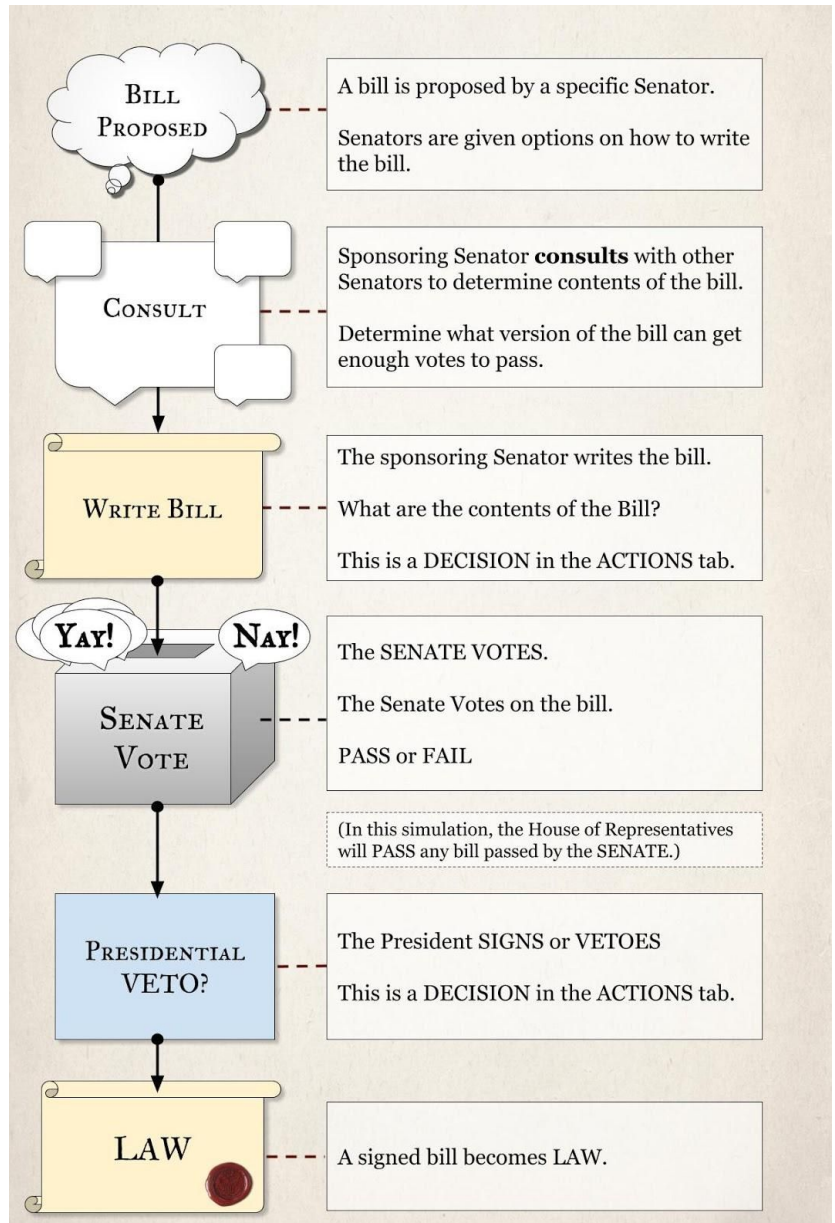 BILL
PROPOSED
A bill is proposed by a specific Senator.
Senators are given options on how to write
the bill.
CONSULT
Sponsoring Senator consults with other
Senators to determine contents of the bill.
Determine what version of the bill can get
enough votes to pass.
WRITE BILL
The sponsoring Senator writes the bill.
What are the contents of the Bill?
This is a DECISION in the ACTIONS tab.
YAY!
NAY!
SENATE
VOTE
The SENATE VOTES.
The Senate Votes on the bill.
PASS or FAIL
(In this simulation, the House of Representatives
will PASS any bill passed by the SENATE.)
PRESIDENTIAL
VETO?
The President SIGNS or VETOES
This is a DECISION in the ACTIONS tab.
LAW
A signed bill becomes LAW.